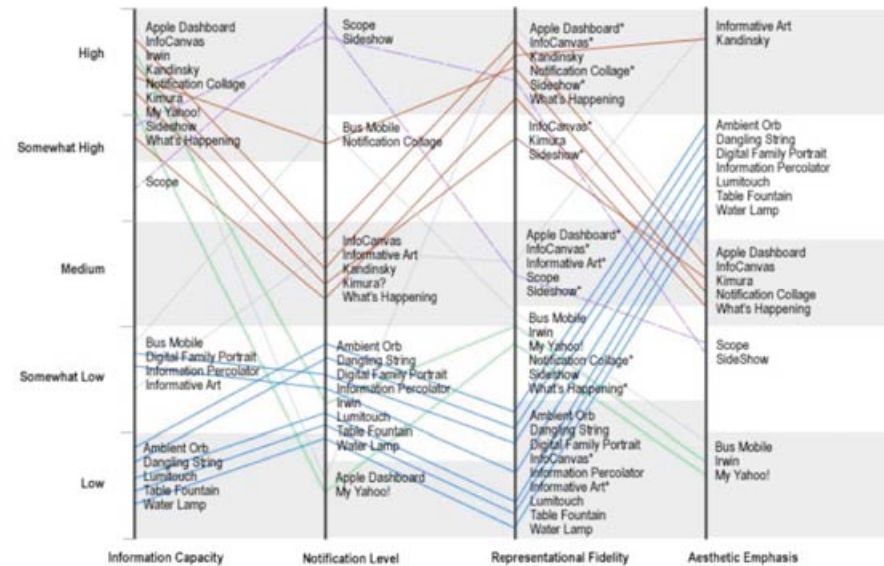 High
Somewhat High
Medium
Somewhat Low
Low
Apple Dashboard
InfoCanvas
Irwin
Kandinsky
Notification Collage
Kimura
My Yahoo!
Sideshow
What's Happening
Scope
Bus Mobile
Digital Family Portrait
Information Percolator
Informative Art
Ambient Orb
Dangling String
Lumitouch
Table Fountain
Water Lamp
Information Capacity
Scope
Sideshow
Bus Mobile
Notification Collage
InfoCanvas
Informative Art
Kandinsky
Kimura?
What's Happening
Ambient Orb
Dangling String
Digital Family Portrait
Information Percolator
Irwin
Lumitouch
Table Fountain
Water Lamp
Apple Dashboard
My Yahoo!
Notification Level
Apple Dashboard*
InfoCanvas*
Kandinsky
Notification Collage*
Sideshow*
What's Happening
InfoCanvas*
Kimura
Sideshow*
Apple Dashboard*
InfoCanvas*
Informative Art*
Scope
Sideshow*
Bus Mobile
Irwin
My Yahoo!
Notification Collage*
Sideshow
What's Happening*
Ambient Orb
Dangling String
Digital Family Portrait
InfoCanvas*
Information Percolator
Informative Art*
Lumitouch
Table Fountain
Water Lamp
Representational Fidelity
Informative Art
Kandinsky
Ambient Orb
Dangling String
Digital Family Portrait
Information Percolator
Lumitouch
Table Fountain
Water Lamp
Apple Dashboard
InfoCanvas
Kimura
Notification Collage
What's Happening
Scope
SideShow
Bus Mobile
Irwin
My Yahoo!
Aesthetic Emphasis